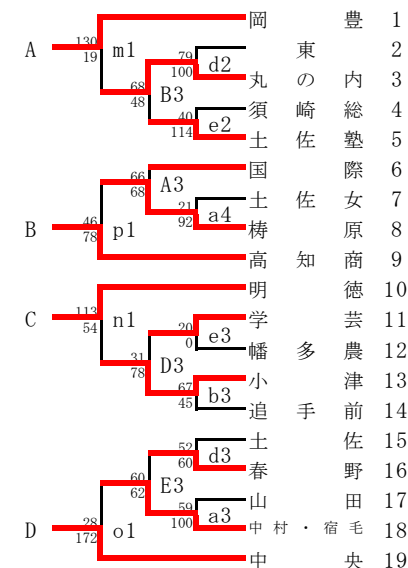 岡 豊 1
A 130 19 m1 東 2
79 100 d2
丸 の 内 3
68 48 B3
須 崎 総 4
40 114 e2
土 佐 塾 5
国 際 6
66 68 A3
土 佐 女 7
21 92 a4
B 46 78 p1 梼 原 8
高 知 商 9
明 徳 10
C 113 54 n1 学 芸 11
20 0 e3
31 78 D3
幡 多 農 12
小 津 13
67 45 b3
追 手 前 14
土 佐 15
52 60 d3
春 野 16
60 62 E3
山 田 17
59 100 a3
D 28 172 o1 中 村 ・ 宿 毛 18
中 央 19